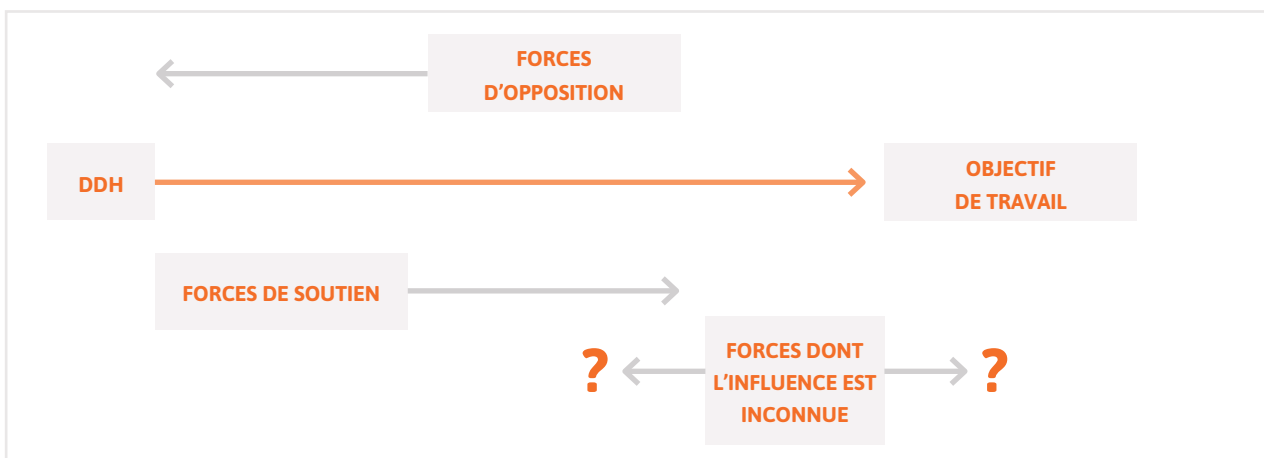 FORCES
D’OPPOSITION
DDH
OBJECTIF
DE TRAVAIL
FORCES DE SOUTIEN
?
FORCES DONT
L’INFLUENCE EST
INCONNUE
?